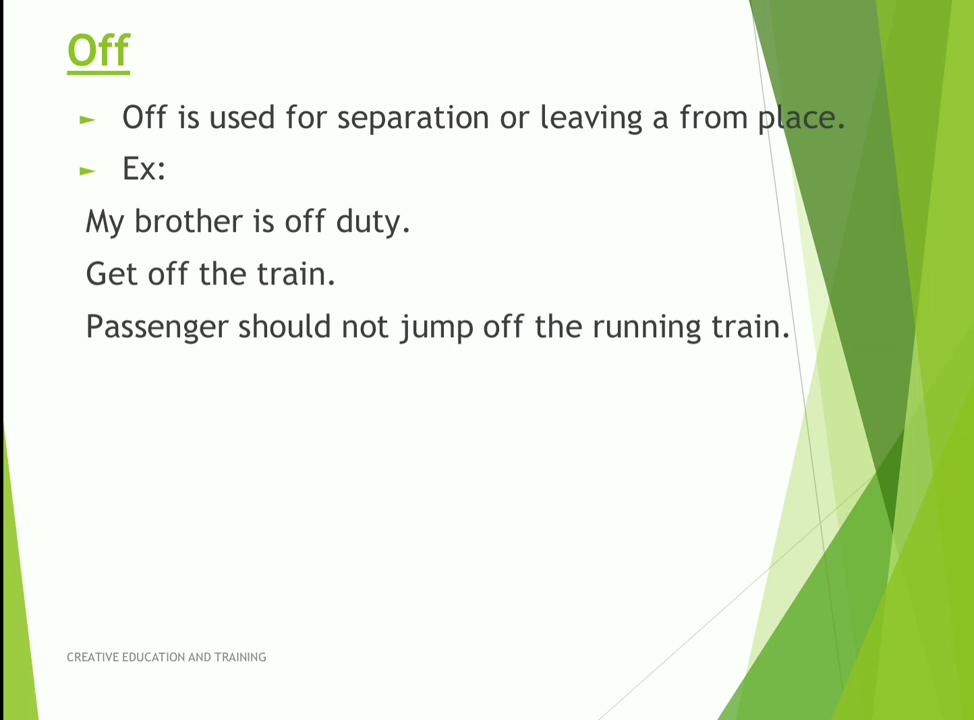 Off
► Off is used for separation or leaving a from place.
► Ex:
My brother is off duty.
Get off the train.
Passenger should not jump off the running train.
CREATIVE EDUCATION AND TRAINING